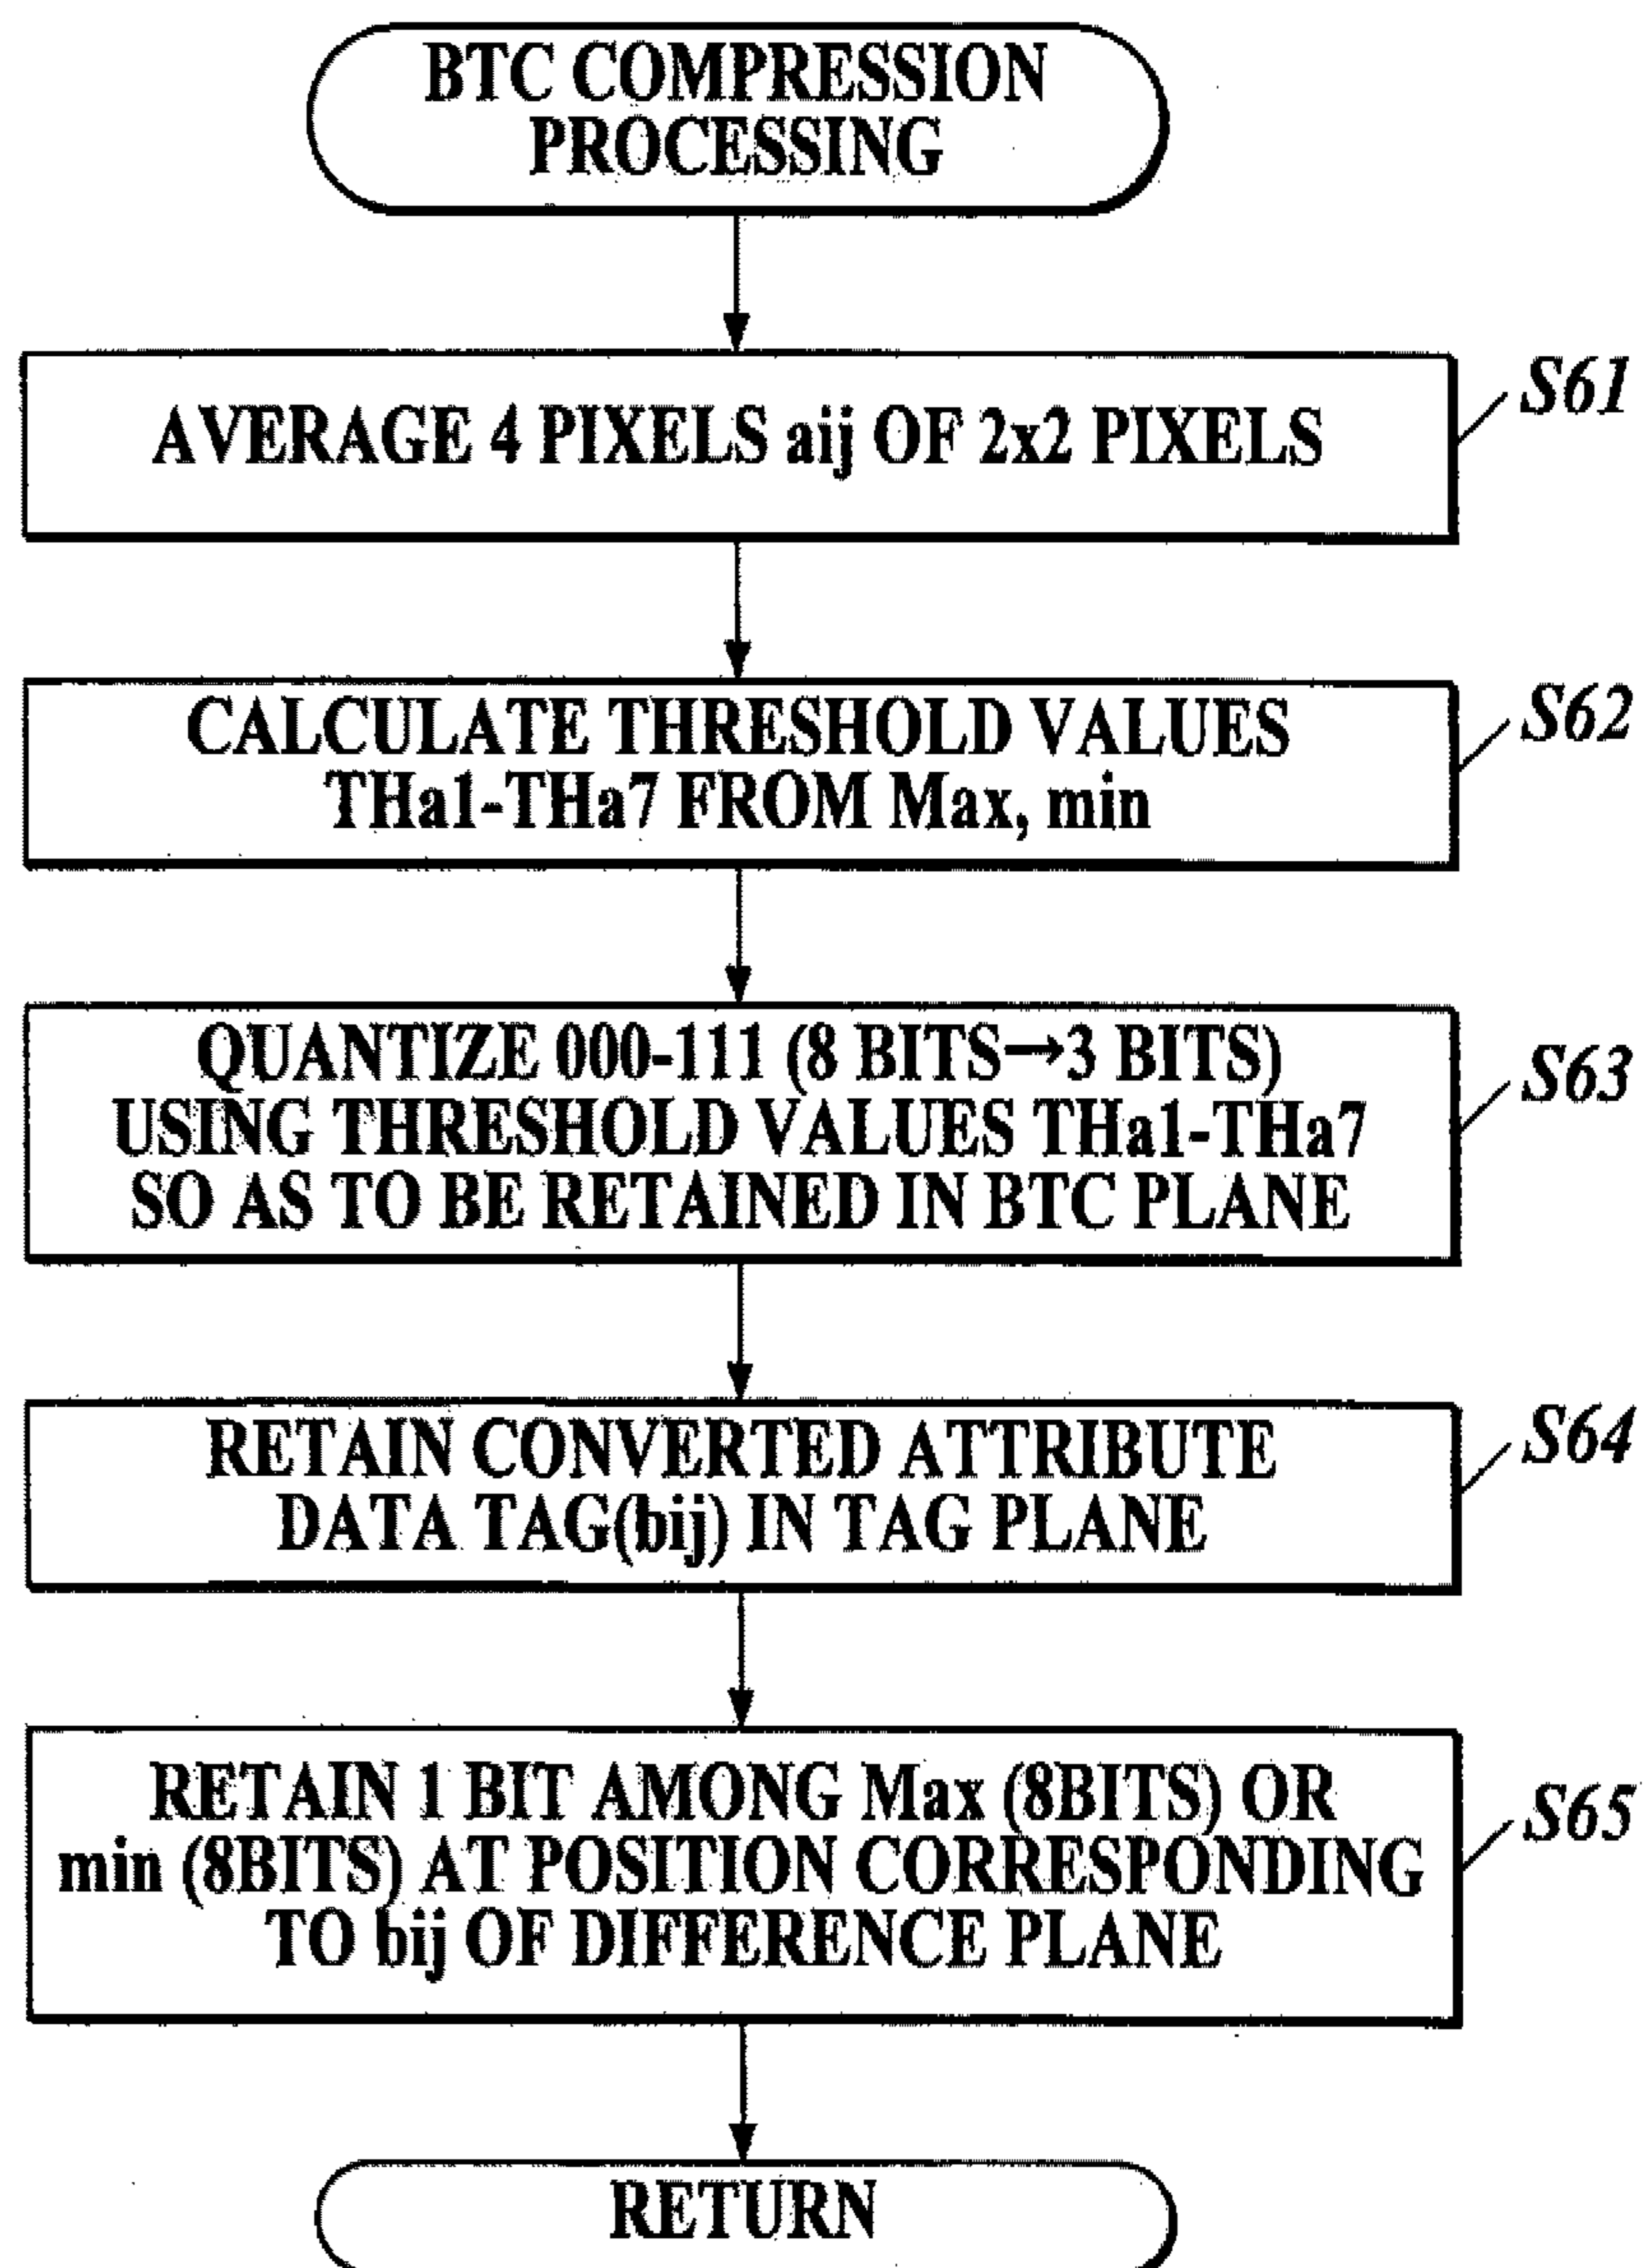 BTC COMPRESSION
PROCESSING
AVERAGE 4 PIXELS aij OF 2x2 PIXELS
S61
CALCULATE THRESHOLD VALUES
THa1-THa7 FROM Max, min
S62
QUANTIZE 000-111 (8 BITS→3 BITS)
USING THRESHOLD VALUES THa1-THa7
SO AS TO BE RETAINED IN BTC PLANE
S63
RETAIN CONVERTED ATTRIBUTE
DATA TAG(bij) IN TAG PLANE
S64
RETAIN 1 BIT AMONG Max (8BITS) OR
min (8BITS) AT POSITION CORRESPONDING
TO bij OF DIFFERENCE PLANE
S65
RETURN